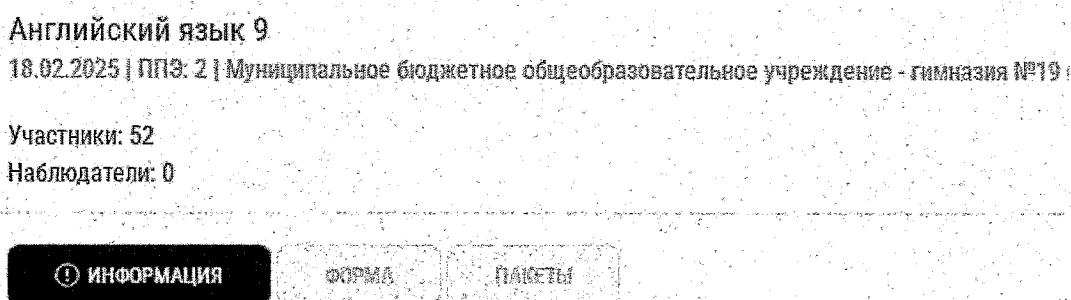 Английский язык 9
18.02.2025 | ППЭ: 2 | Муниципальное бюджетное общеобразовательное учреждение - гимназия №19
Участники: 52
Наблюдатели: 0
ИНФОРМАЦИЯ ФОРМА ПАКЕТЫ